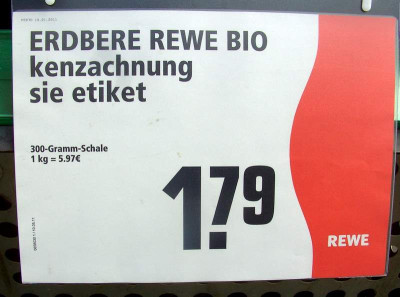 ERDBERE REWE BIO
kenzachnung
sie etiket
300-Gramm-Schale
1 kg = 5.97€
1.79
REWE